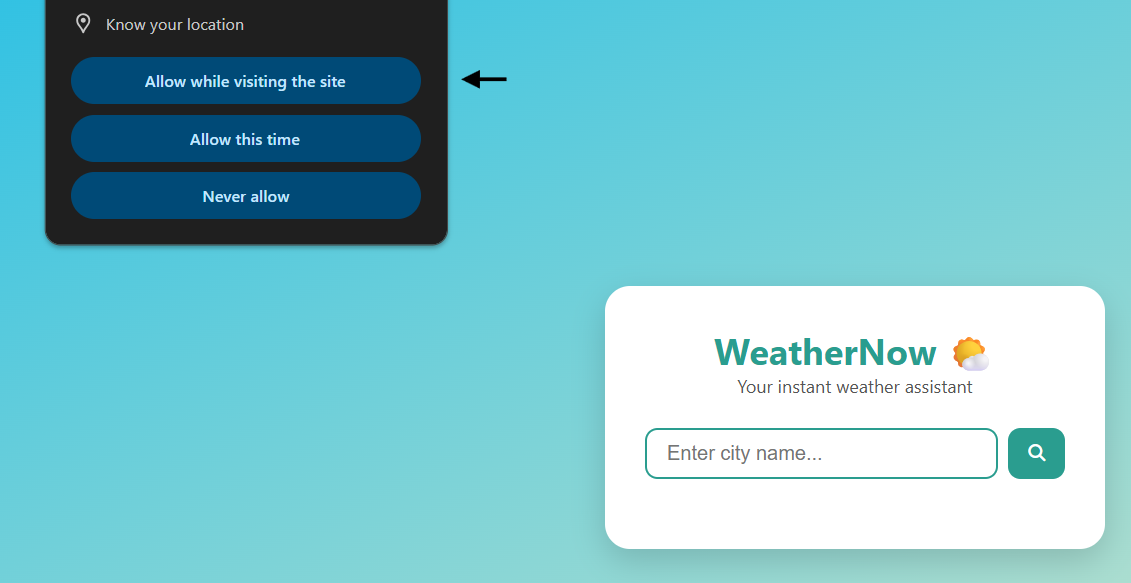 Know your location
Allow while visiting the site
Allow this time
Never allow
WeatherNow
Your instant weather assistant
Enter city name...